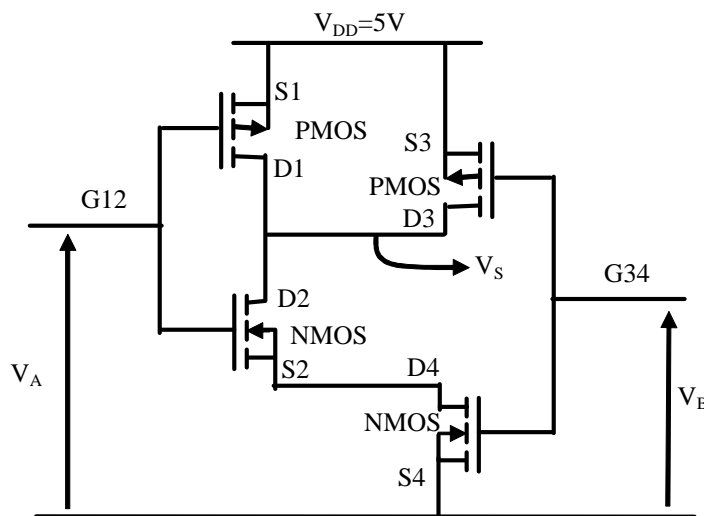 V_DD=5V
S1
PMOS
S3
D1
PMOS
G12
D3
V_S
G34
D2
NMOS
S2
D4
V_A
V_B
NMOS
S4